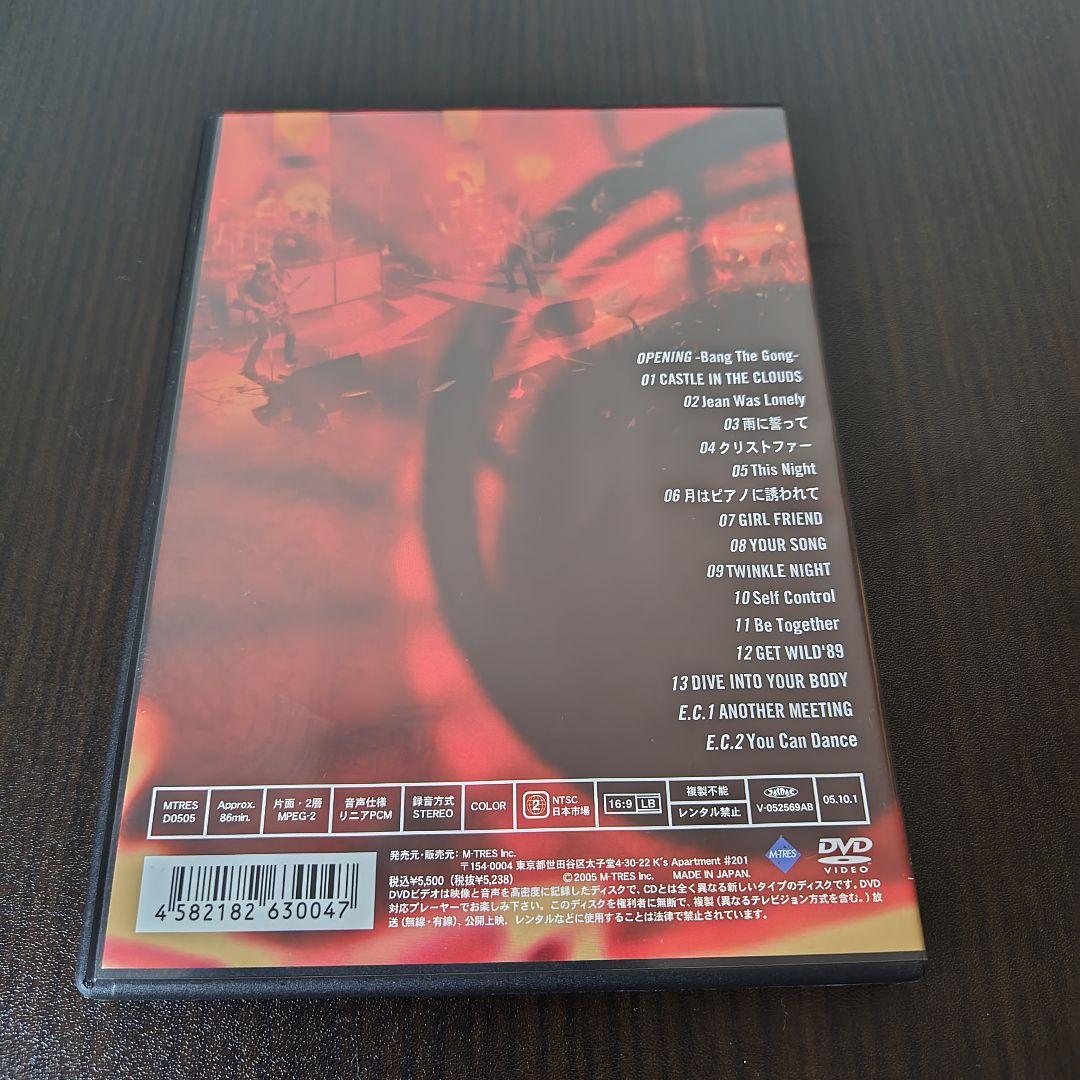 OPENING -Bang The Gong-
01 CASTLE IN THE CLOUDS
02 Jean Was Lonely
03 雨に誓って
04 クリストファー
05 This Night
06 月はピアノに誘われて
07 GIRL FRIEND
08 YOUR SONG
09 TWINKLE NIGHT
10 Self Control
11 Be Together
12 GET WILD'89
13 DIVE INTO YOUR BODY
E.C.1 ANOTHER MEETING
E.C.2 You Can Dance
MTRES D0505
Approx. 86min.
片面・2層 MPEG-2
音声仕様 リニアPCM
録音方式 STEREO
COLOR
2 NTSC 日本市場
16:9 LB
複製不能 レンタル禁止
V-052569AB
05.10.1
発売元・販売元: M-TRES Inc.
〒154-0004 東京都世田谷区太子堂4-30-22 K's Apartment #201
税込¥5,500 (税抜¥5,238) ©2005 M-TRES Inc. MADE IN JAPAN.
DVDビデオは映像と音声を高密度に記録したディスクで、CDとは全く異なる新しいタイプのディスクです。DVD
対応プレーヤーでお楽しみ下さい。このディスクを権利者に無断で、複製(異なるテレビジョン方式を含む。)放
送(無線・有線)、公開上映、レンタルなどに使用することは法律で禁止されています。
M-TRES
DVD VIDEO
4 582182 630047